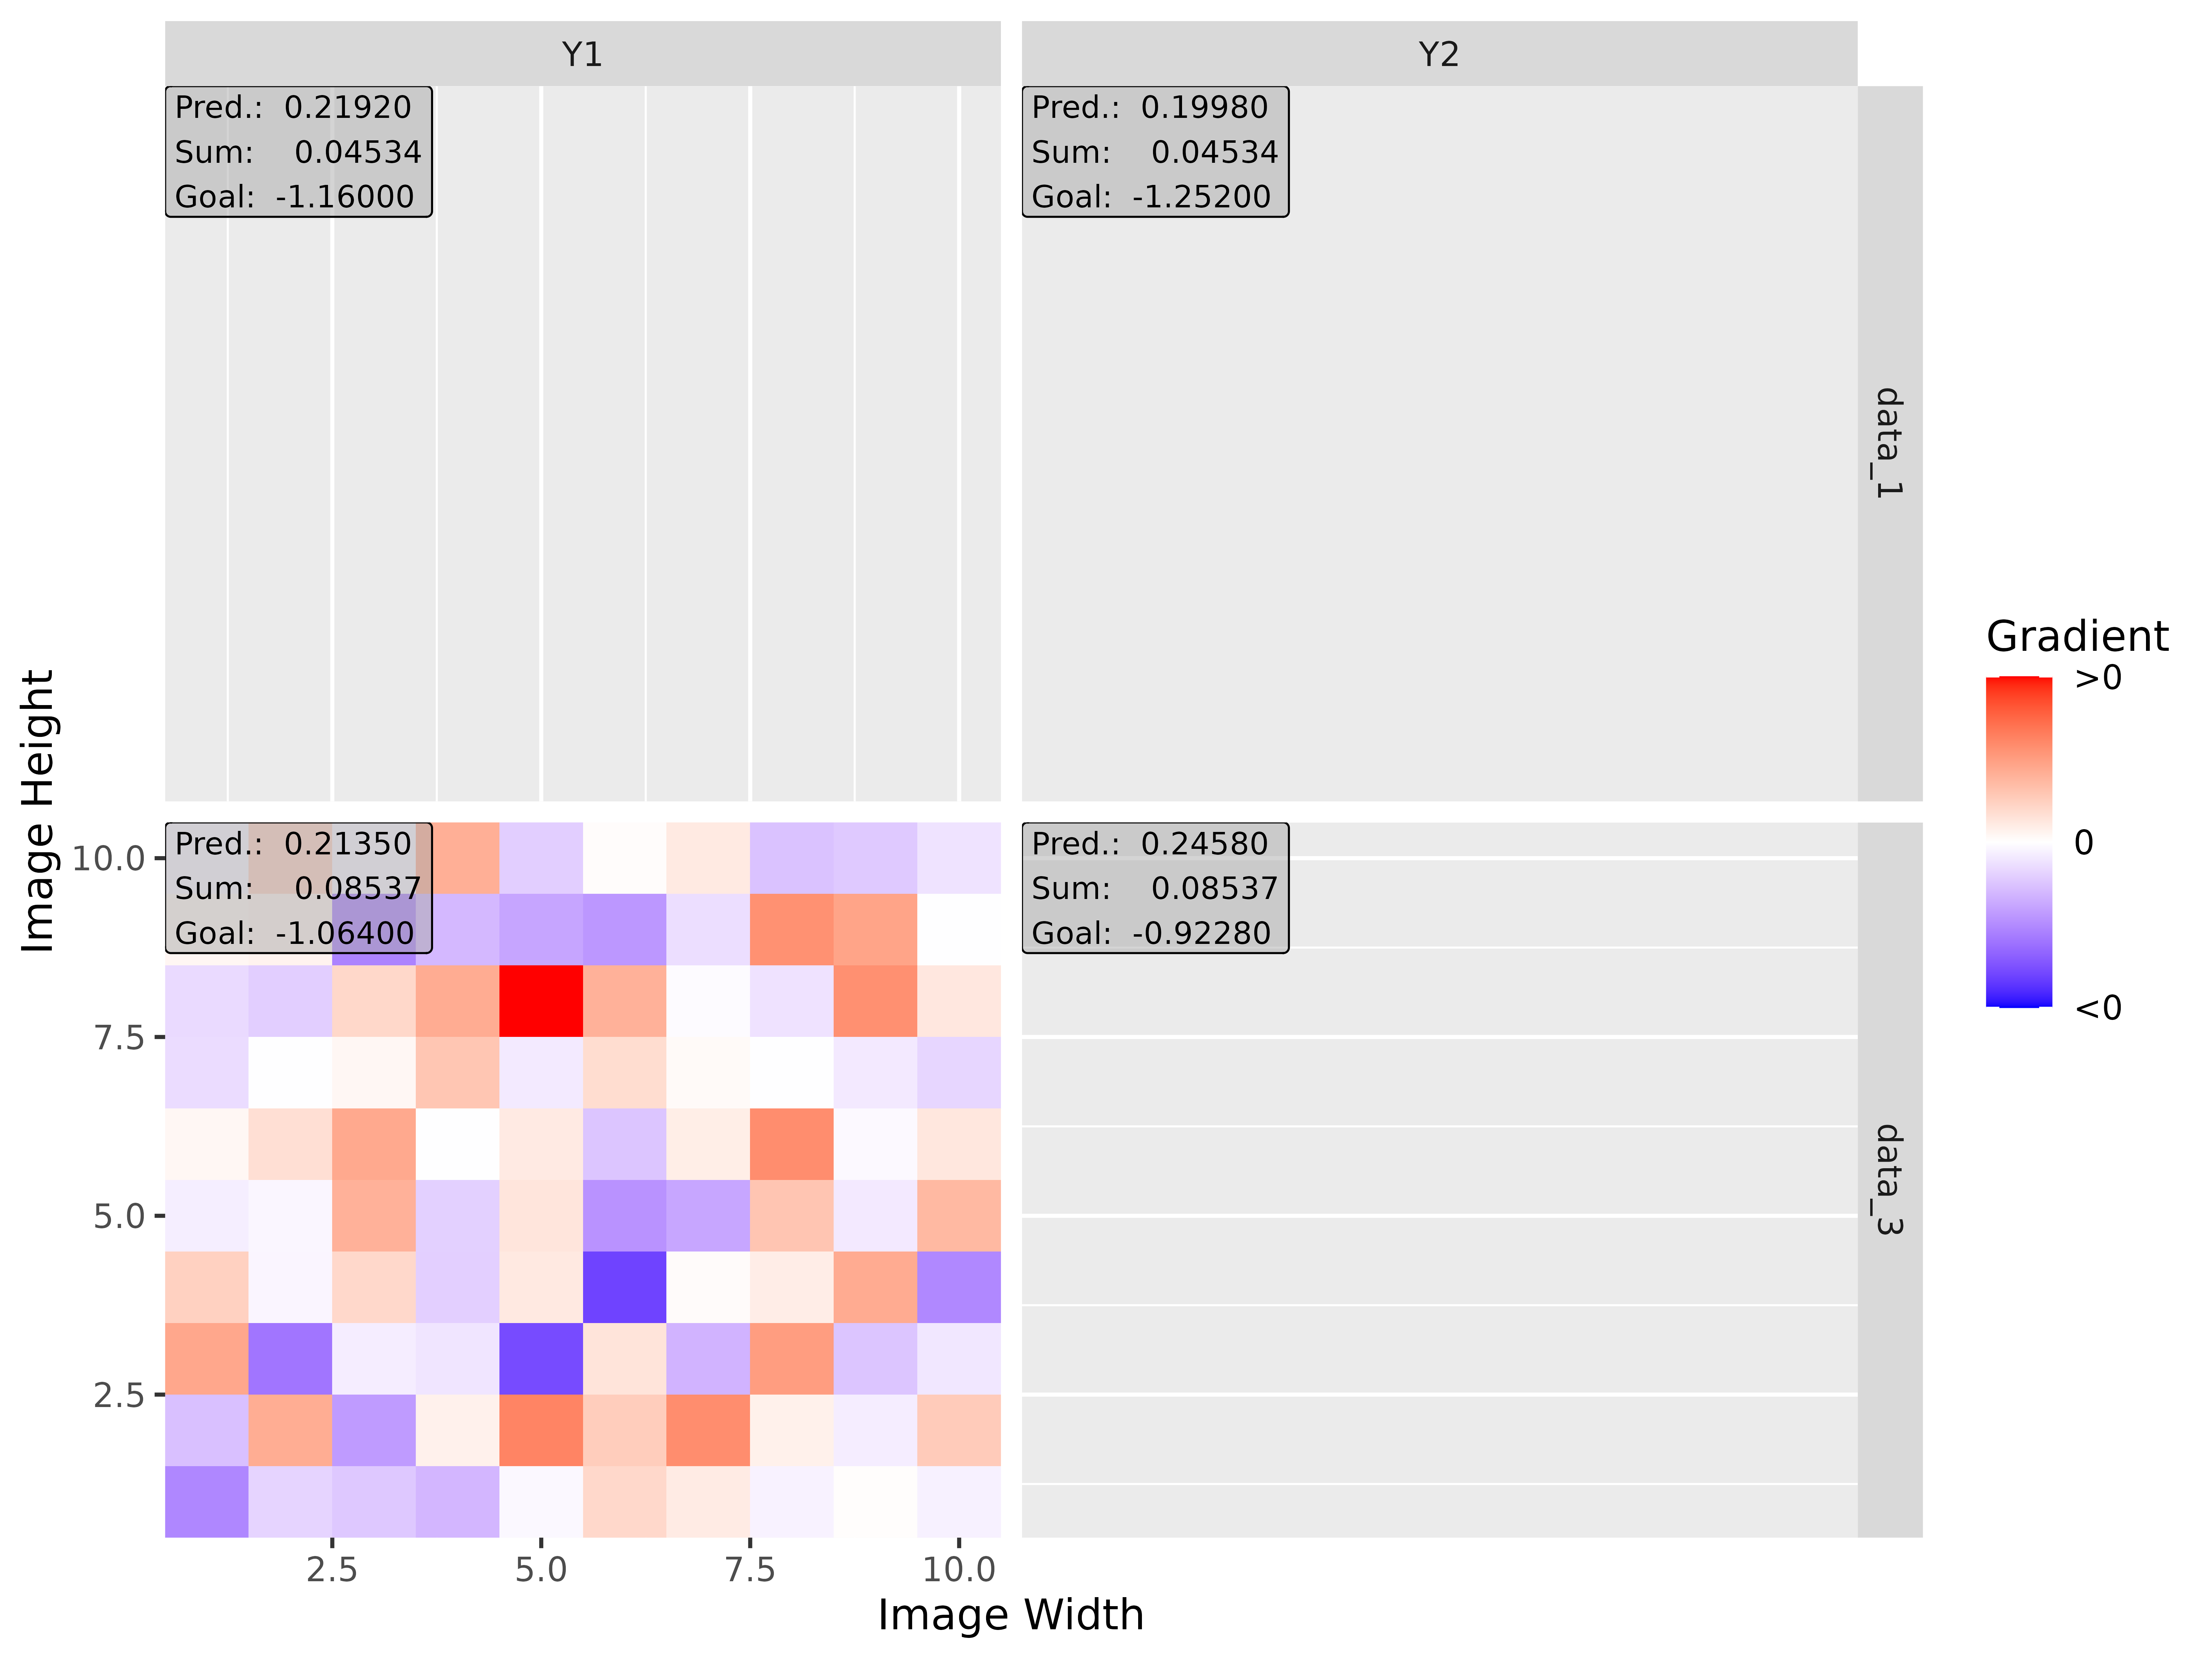 Y1
Y2
Pred.: 0.21920
Sum: 0.04534
Goal: -1.16000
Pred.: 0.19980
Sum: 0.04534
Goal: -1.25200
data_1
Pred.: 0.21350
Sum: 0.08537
Goal: -1.06400
Pred.: 0.24580
Sum: 0.08537
Goal: -0.92280
data_3
Image Height
10.0
7.5
5.0
2.5
2.5
5.0
7.5
10.0
Image Width
Gradient
>0
0
<0